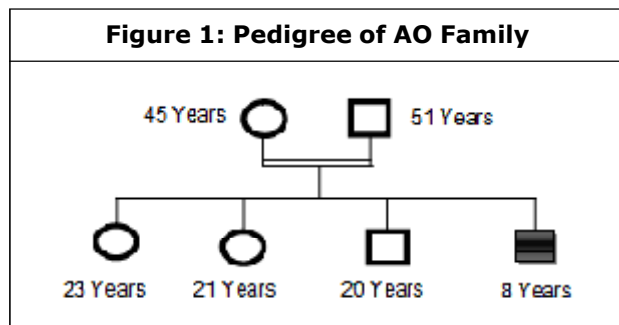 Figure 1: Pedigree of AO Family
45 Years 51 Years
23 Years 21 Years 20 Years 8 Years